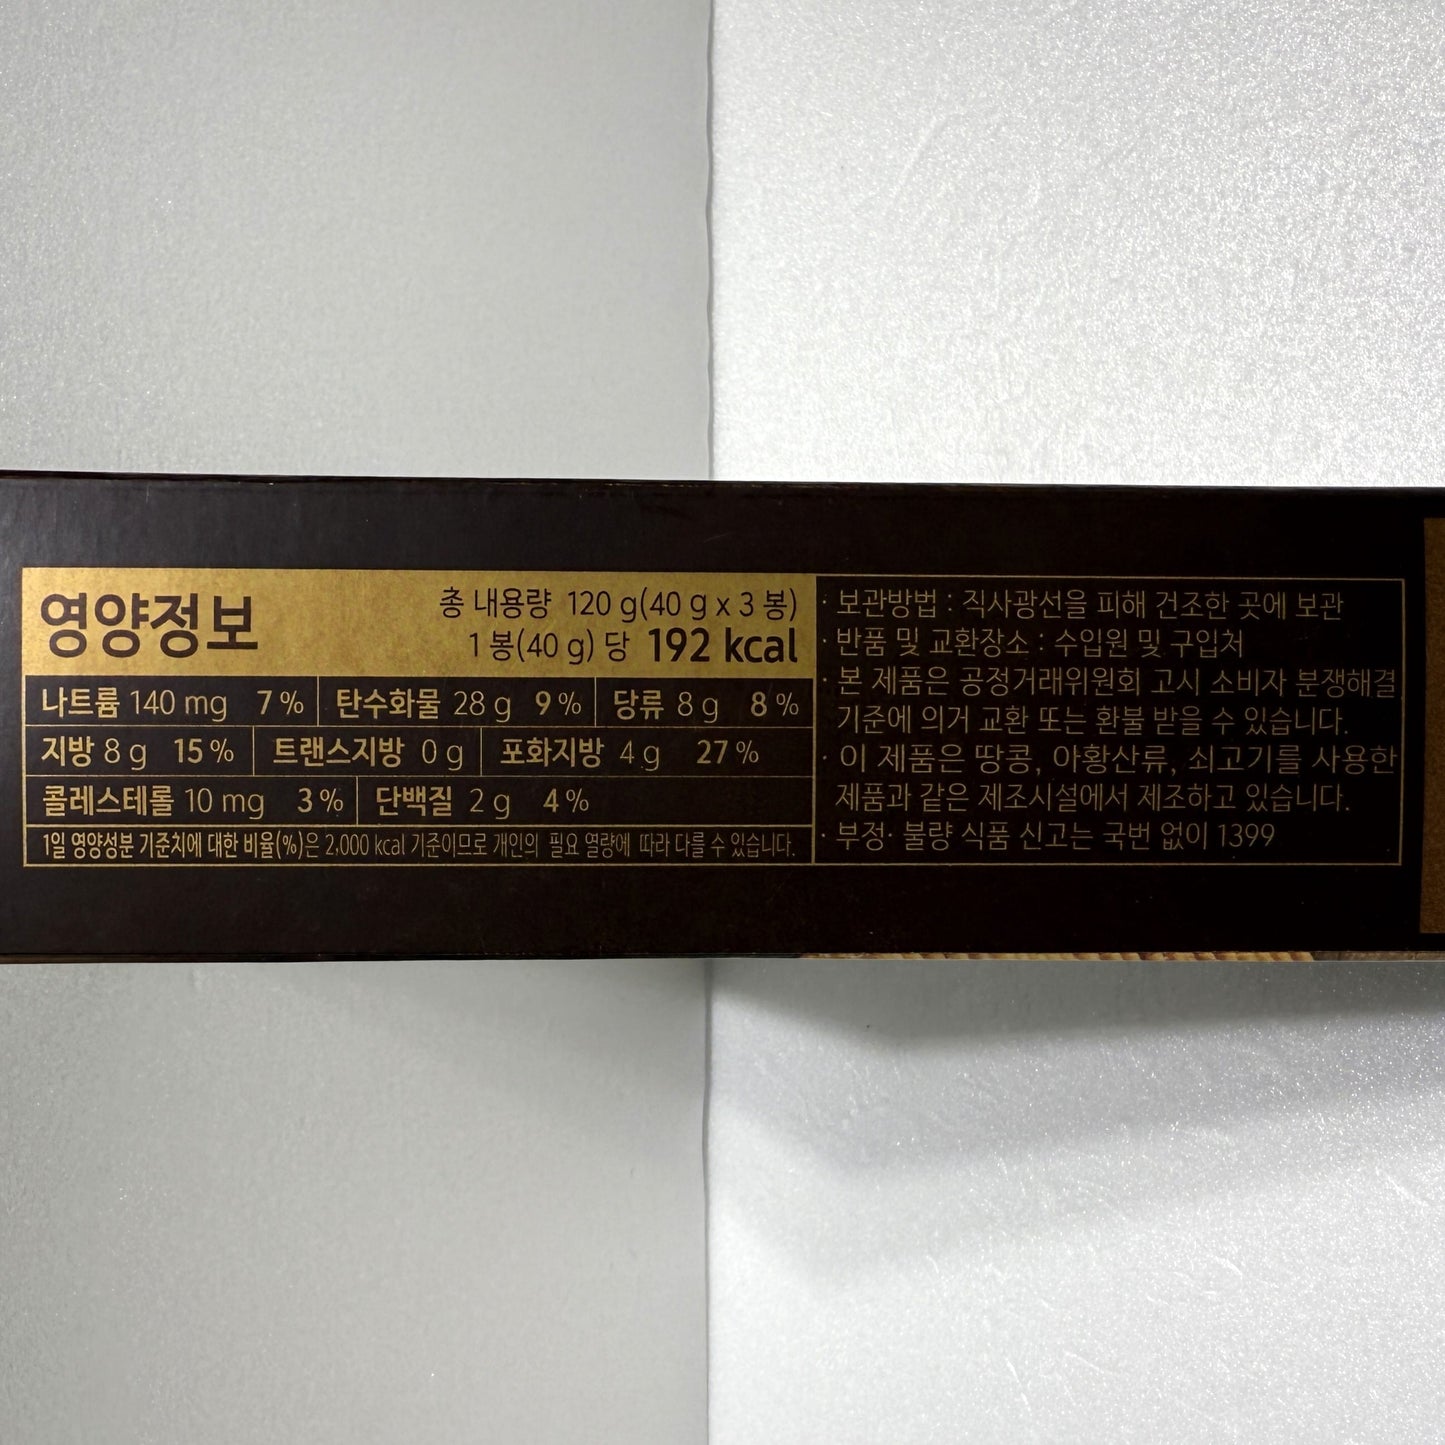 영양정보
총 내용량 120 g(40 g x 3 봉)
1 봉(40 g) 당 192 kcal
나트륨 140 mg 7 % 탄수화물 28 g 9 % 당류 8 g 8 %
지방 8 g 15 % 트랜스지방 0 g 포화지방 4 g 27 %
콜레스테롤 10 mg 3 % 단백질 2 g 4 %
1일 영양성분 기준치에 대한 비율(%)은 2,000 kcal 기준이므로 개인의 필요 열량에 따라 다를 수 있습니다.
· 보관방법 : 직사광선을 피해 건조한 곳에 보관
· 반품 및 교환장소 : 수입원 및 구입처
· 본 제품은 공정거래위원회 고시 소비자 분쟁해결
기준에 의거 교환 또는 환불 받을 수 있습니다.
· 이 제품은 땅콩, 아황산류, 쇠고기를 사용한
제품과 같은 제조시설에서 제조하고 있습니다.
· 부정· 불량 식품 신고는 국번 없이 1399